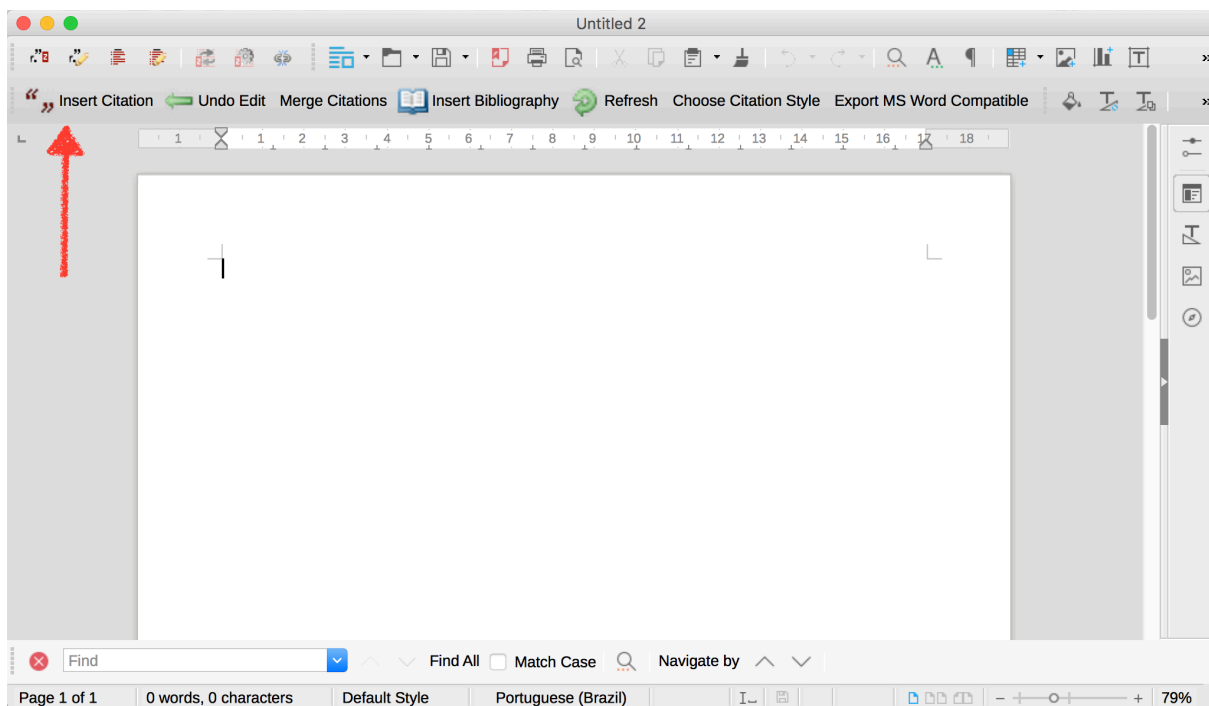 Untitled 2
Insert Citation Undo Edit Merge Citations Insert Bibliography Refresh Choose Citation Style Export MS Word Compatible
1 1 2 3 4 5 6 7 8 9 10 11 12 13 14 15 16 17 18
Find Find All Match Case Navigate by
Page 1 of 1 0 words, 0 characters Default Style Portuguese (Brazil) 79%